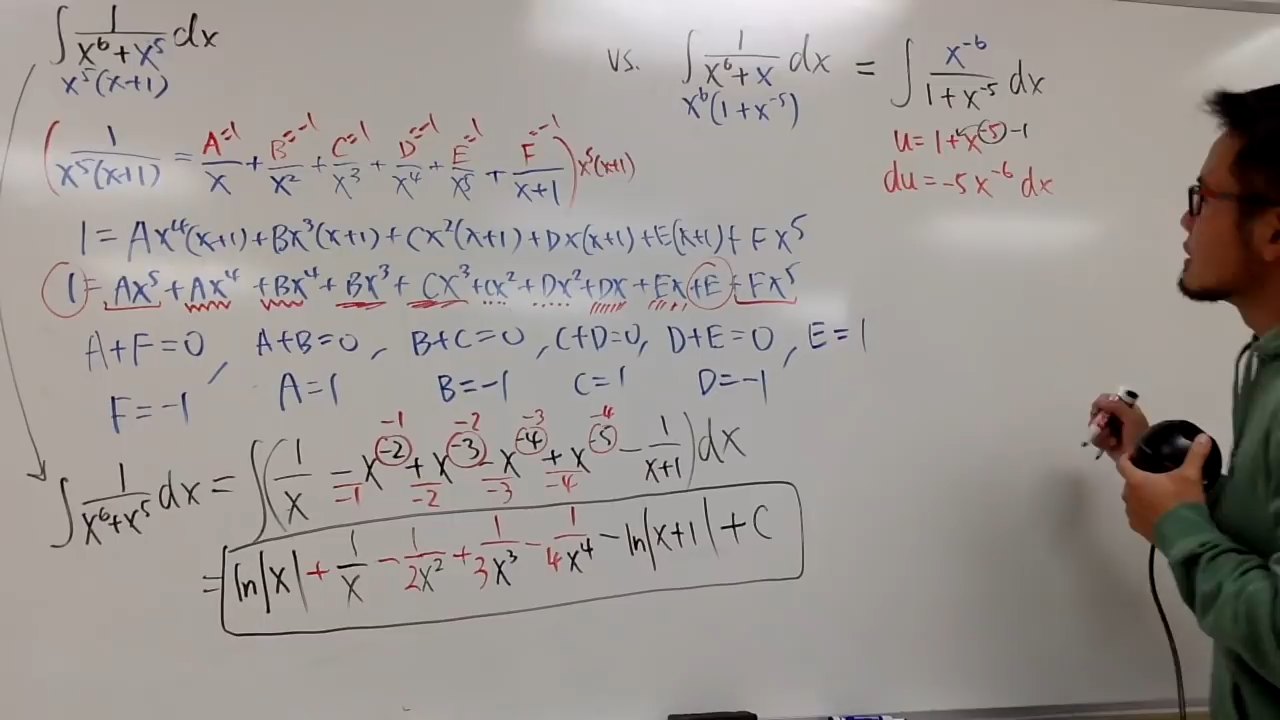 ∫ 1/(x⁶+x⁵) dx
x⁵(x+1)
(1/(x⁵(x+1)) = A/x + B/x² + C/x³ + D/x⁴ + E/x⁵ + F/(x+1)) x⁵(x+1)
A=1 B=-1 C=1 D=-1 E=1 F=-1
1 = Ax⁴(x+1)+Bx³(x+1)+Cx²(x+1)+Dx(x+1)+E(x+1)+Fx⁵
1 = Ax⁵+Ax⁴+Bx⁴+Bx³+Cx³+Cx²+Dx²+Dx+Ex+E+Fx⁵
A+F=0, A+B=0, B+C=0, C+D=0, D+E=0, E=1
F=-1 A=1 B=-1 C=1 D=-1
-1 -2 -3 -4
∫ 1/(x⁶+x⁵) dx = ∫(1/x - x⁻² + x⁻³ - x⁻⁴ + x⁻⁵ - 1/(x+1)) dx
-1 -2 -3 -4
= ln|x| + 1/x - 1/(2x²) + 1/(3x³) - 1/(4x⁴) - ln|x+1| + C
vs. ∫ 1/(x⁶+x) dx = ∫ x⁻⁶/(1+x⁻⁵) dx
x⁶(1+x⁻⁵)
u = 1+x⁻⁵ -1
du = -5x⁻⁶ dx